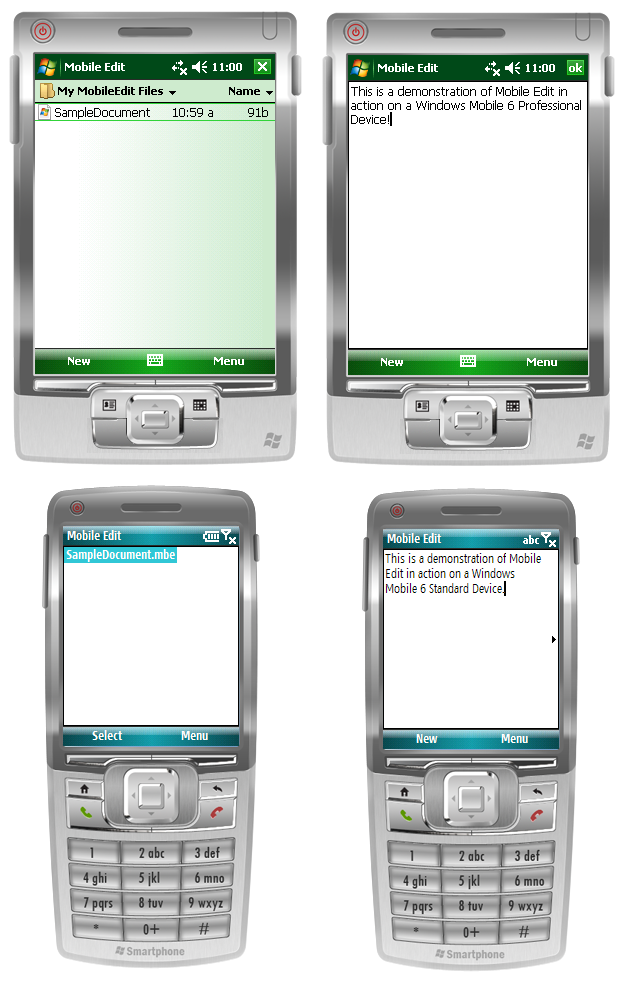 Mobile Edit 11:00
My MobileEdit Files Name
SampleDocument 10:59 a 91b
New Menu
Mobile Edit 11:00 ok
This is a demonstration of Mobile Edit in
action on a Windows Mobile 6 Professional
Device!
New Menu
Mobile Edit
SampleDocument.mbe
Select Menu
1 2 abc 3 def
4 ghi 5 jkl 6 mno
7 pqrs 8 tuv 9 wxyz
* 0+ #
Smartphone
Mobile Edit abc
This is a demonstration of Mobile
Edit in action on a Windows
Mobile 6 Standard Device.
New Menu
1 2 abc 3 def
4 ghi 5 jkl 6 mno
7 pqrs 8 tuv 9 wxyz
* 0+ #
Smartphone